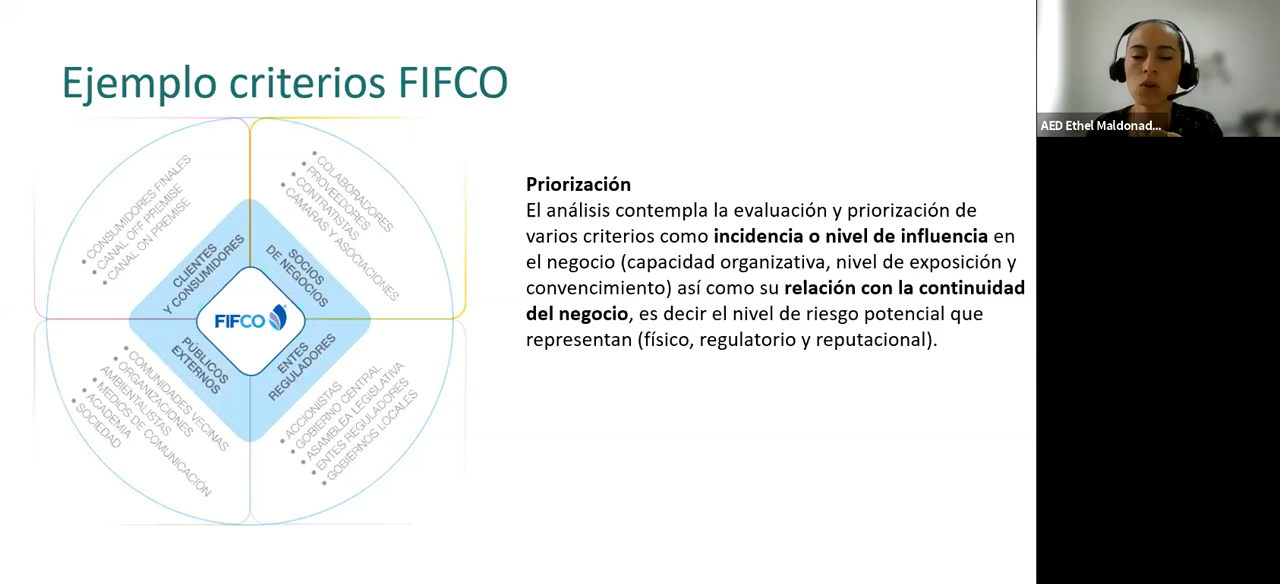 Ejemplo criterios FIFCO
• CONSUMIDORES FINALES
• CANAL OFF PREMISE
• CANAL ON PREMISE
CLIENTES
Y CONSUMIDORES
• COLABORADORES
• PROVEEDORES
• CONTRATISTAS
• CÁMARAS Y ASOCIACIONES
SOCIOS
DE NEGOCIOS
FIFCO
PÚBLICOS
EXTERNOS
• COMUNIDADES VECINAS
• ORGANIZACIONES
AMBIENTALISTAS
• MEDIOS DE COMUNICACIÓN
• ACADEMIA
• SOCIEDAD
ENTES
REGULADORES
• ACCIONISTAS
• GOBIERNO CENTRAL
• ASAMBLEA LEGISLATIVA
• ENTES REGULADORES
• GOBIERNOS LOCALES
Priorización
El análisis contempla la evaluación y priorización de
varios criterios como incidencia o nivel de influencia en
el negocio (capacidad organizativa, nivel de exposición y
convencimiento) así como su relación con la continuidad
del negocio, es decir el nivel de riesgo potencial que
representan (físico, regulatorio y reputacional).
AED Ethel Maldonad...